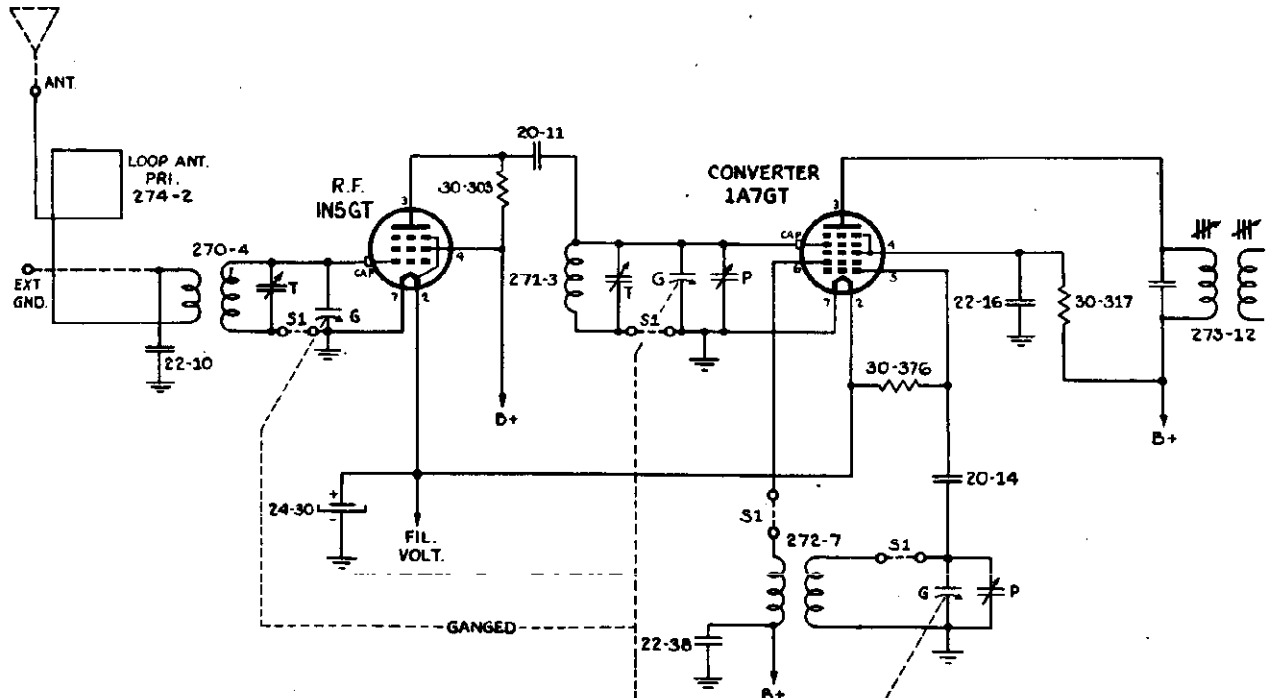 ANT.
LOOP ANT.
PRI.
274-2
EXT
GND.
22-10
270-4
T
S1
G
R.F.
1N5GT
3
CAP
4
7
2
20-11
30-303
B+
271-3
T
S1
G
P
CONVERTER
1A7GT
3
CAP
6
4
5
7
2
22-16
30-317
273-12
B+
30-376
24-30
+
-
FIL.
VOLT.
20-14
S1
272-7
S1
G
P
GANGED
22-38
B+